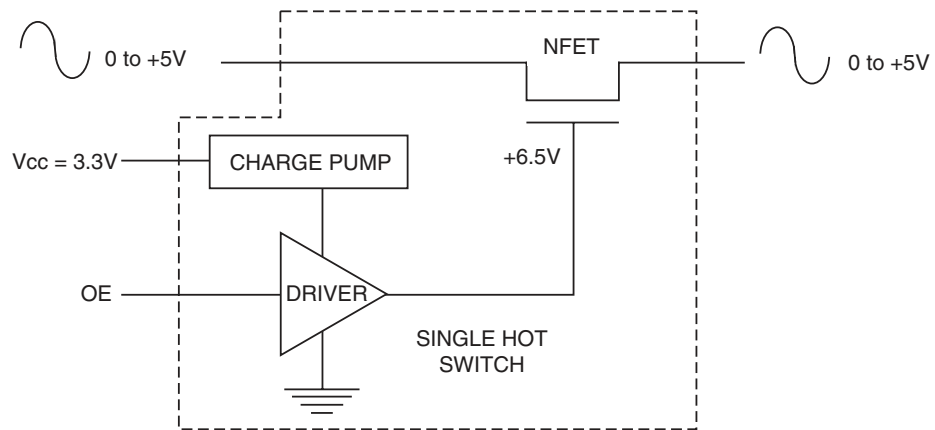 NFET
0 to +5V
0 to +5V
Vcc = 3.3V
CHARGE PUMP
+6.5V
OE
DRIVER
SINGLE HOT
SWITCH